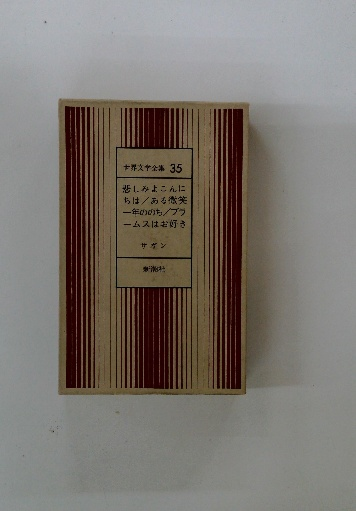 世界文学全集 35
悲しみよこんに
ちは/ある微笑
一年ののち/ブラ
ームスはお好き
サガン
新潮社